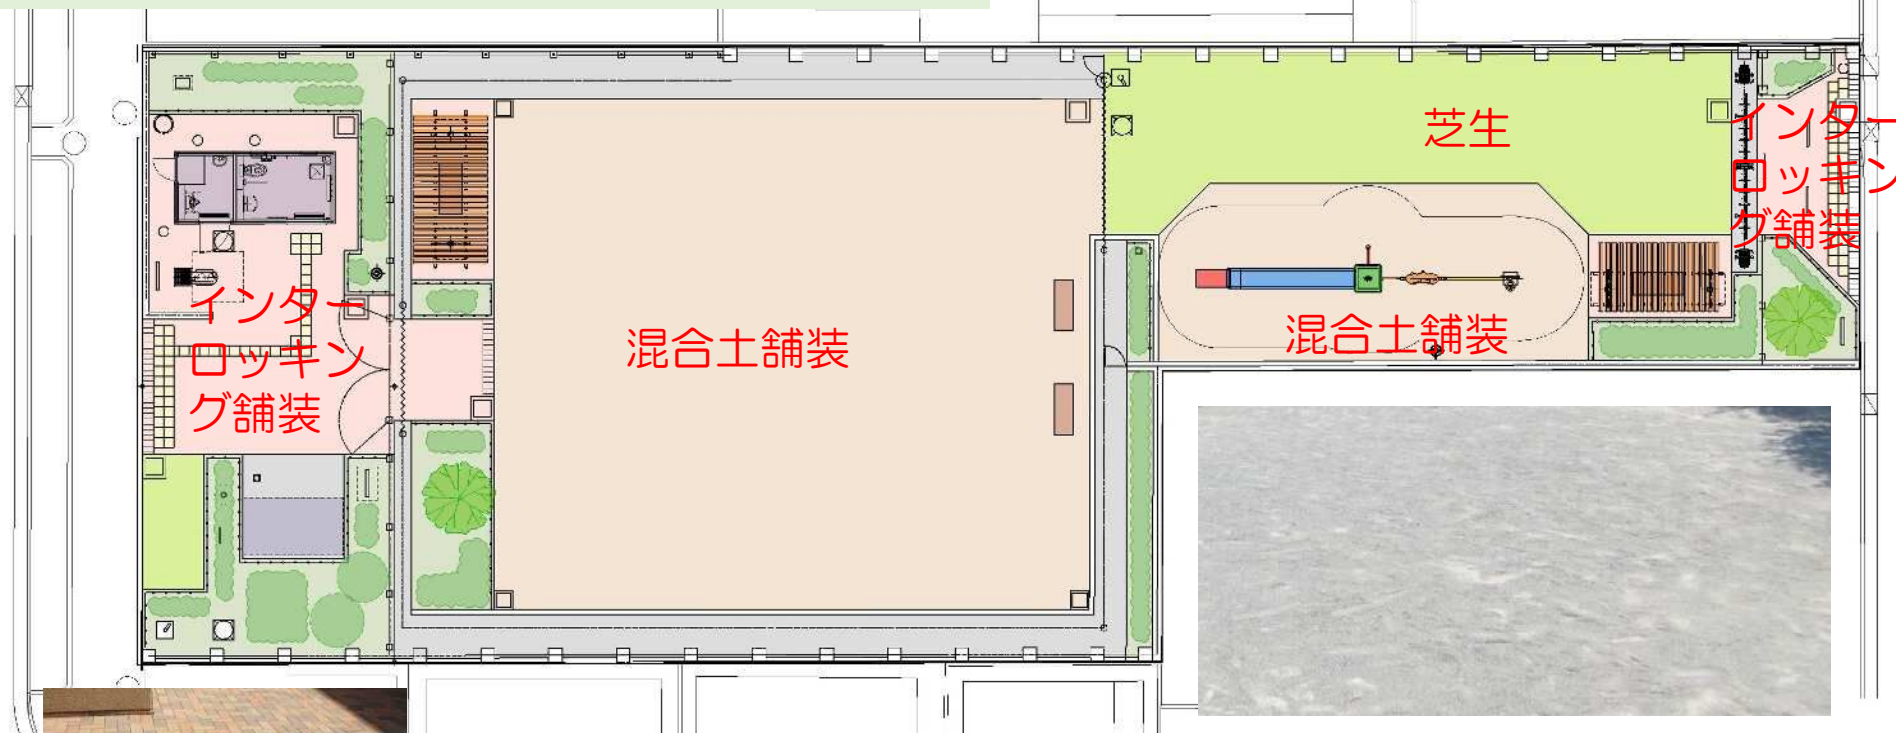 インター
ロッキン
グ舗装
混合土舗装
芝生
混合土舗装
インター
ロッキン
グ舗装